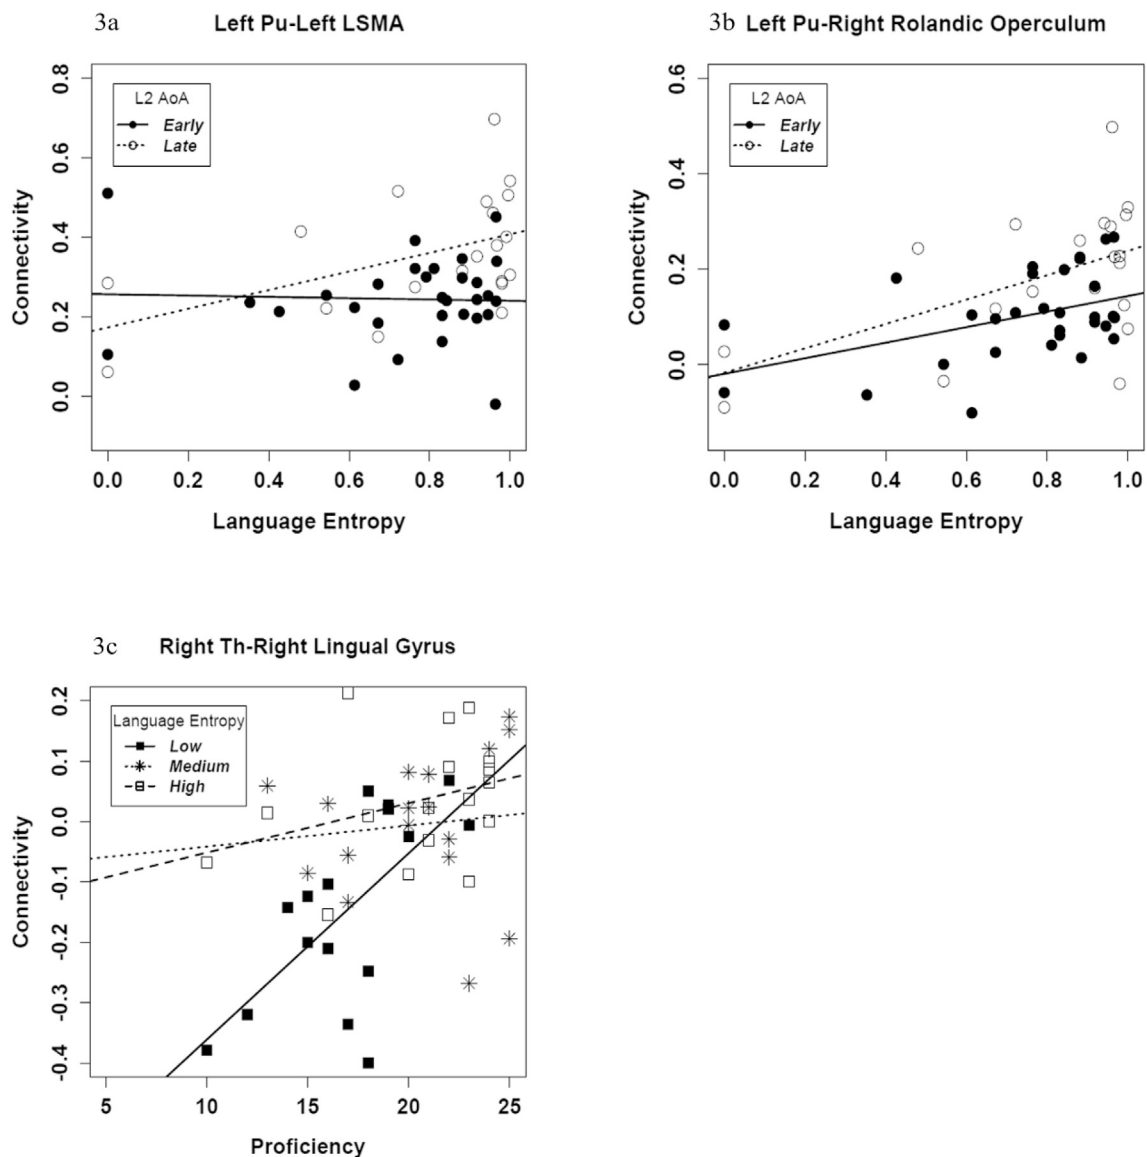 3a Left Pu-Left LSMA
L2 AoA
Early
Late
0.8
0.6
0.4
0.2
0.0
Connectivity
0.0 0.2 0.4 0.6 0.8 1.0
Language Entropy
3b Left Pu-Right Rolandic Operculum
L2 AoA
Early
Late
0.6
0.4
0.2
0.0
Connectivity
0.0 0.2 0.4 0.6 0.8 1.0
Language Entropy
3c Right Th-Right Lingual Gyrus
Language Entropy
Low
Medium
High
0.2
0.1
0.0
-0.1
-0.2
-0.3
-0.4
Connectivity
5 10 15 20 25
Proficiency